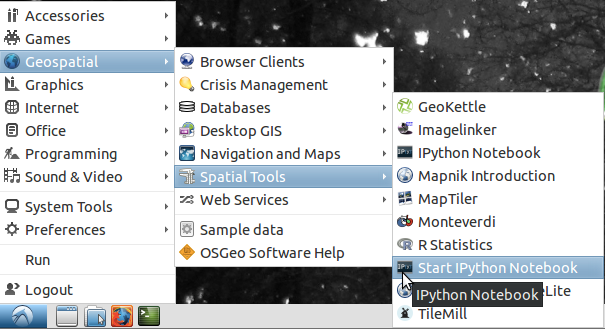 Accessories
Games
Geospatial
Graphics
Internet
Office
Programming
Sound & Video
System Tools
Preferences
Run
Logout
Browser Clients
Crisis Management
Databases
Desktop GIS
Navigation and Maps
Spatial Tools
Web Services
Sample data
OSGeo Software Help
GeoKettle
Imagelinker
IPython Notebook
Mapnik Introduction
MapTiler
Monteverdi
R Statistics
Start IPython Notebook
IPython Notebook
TileMill